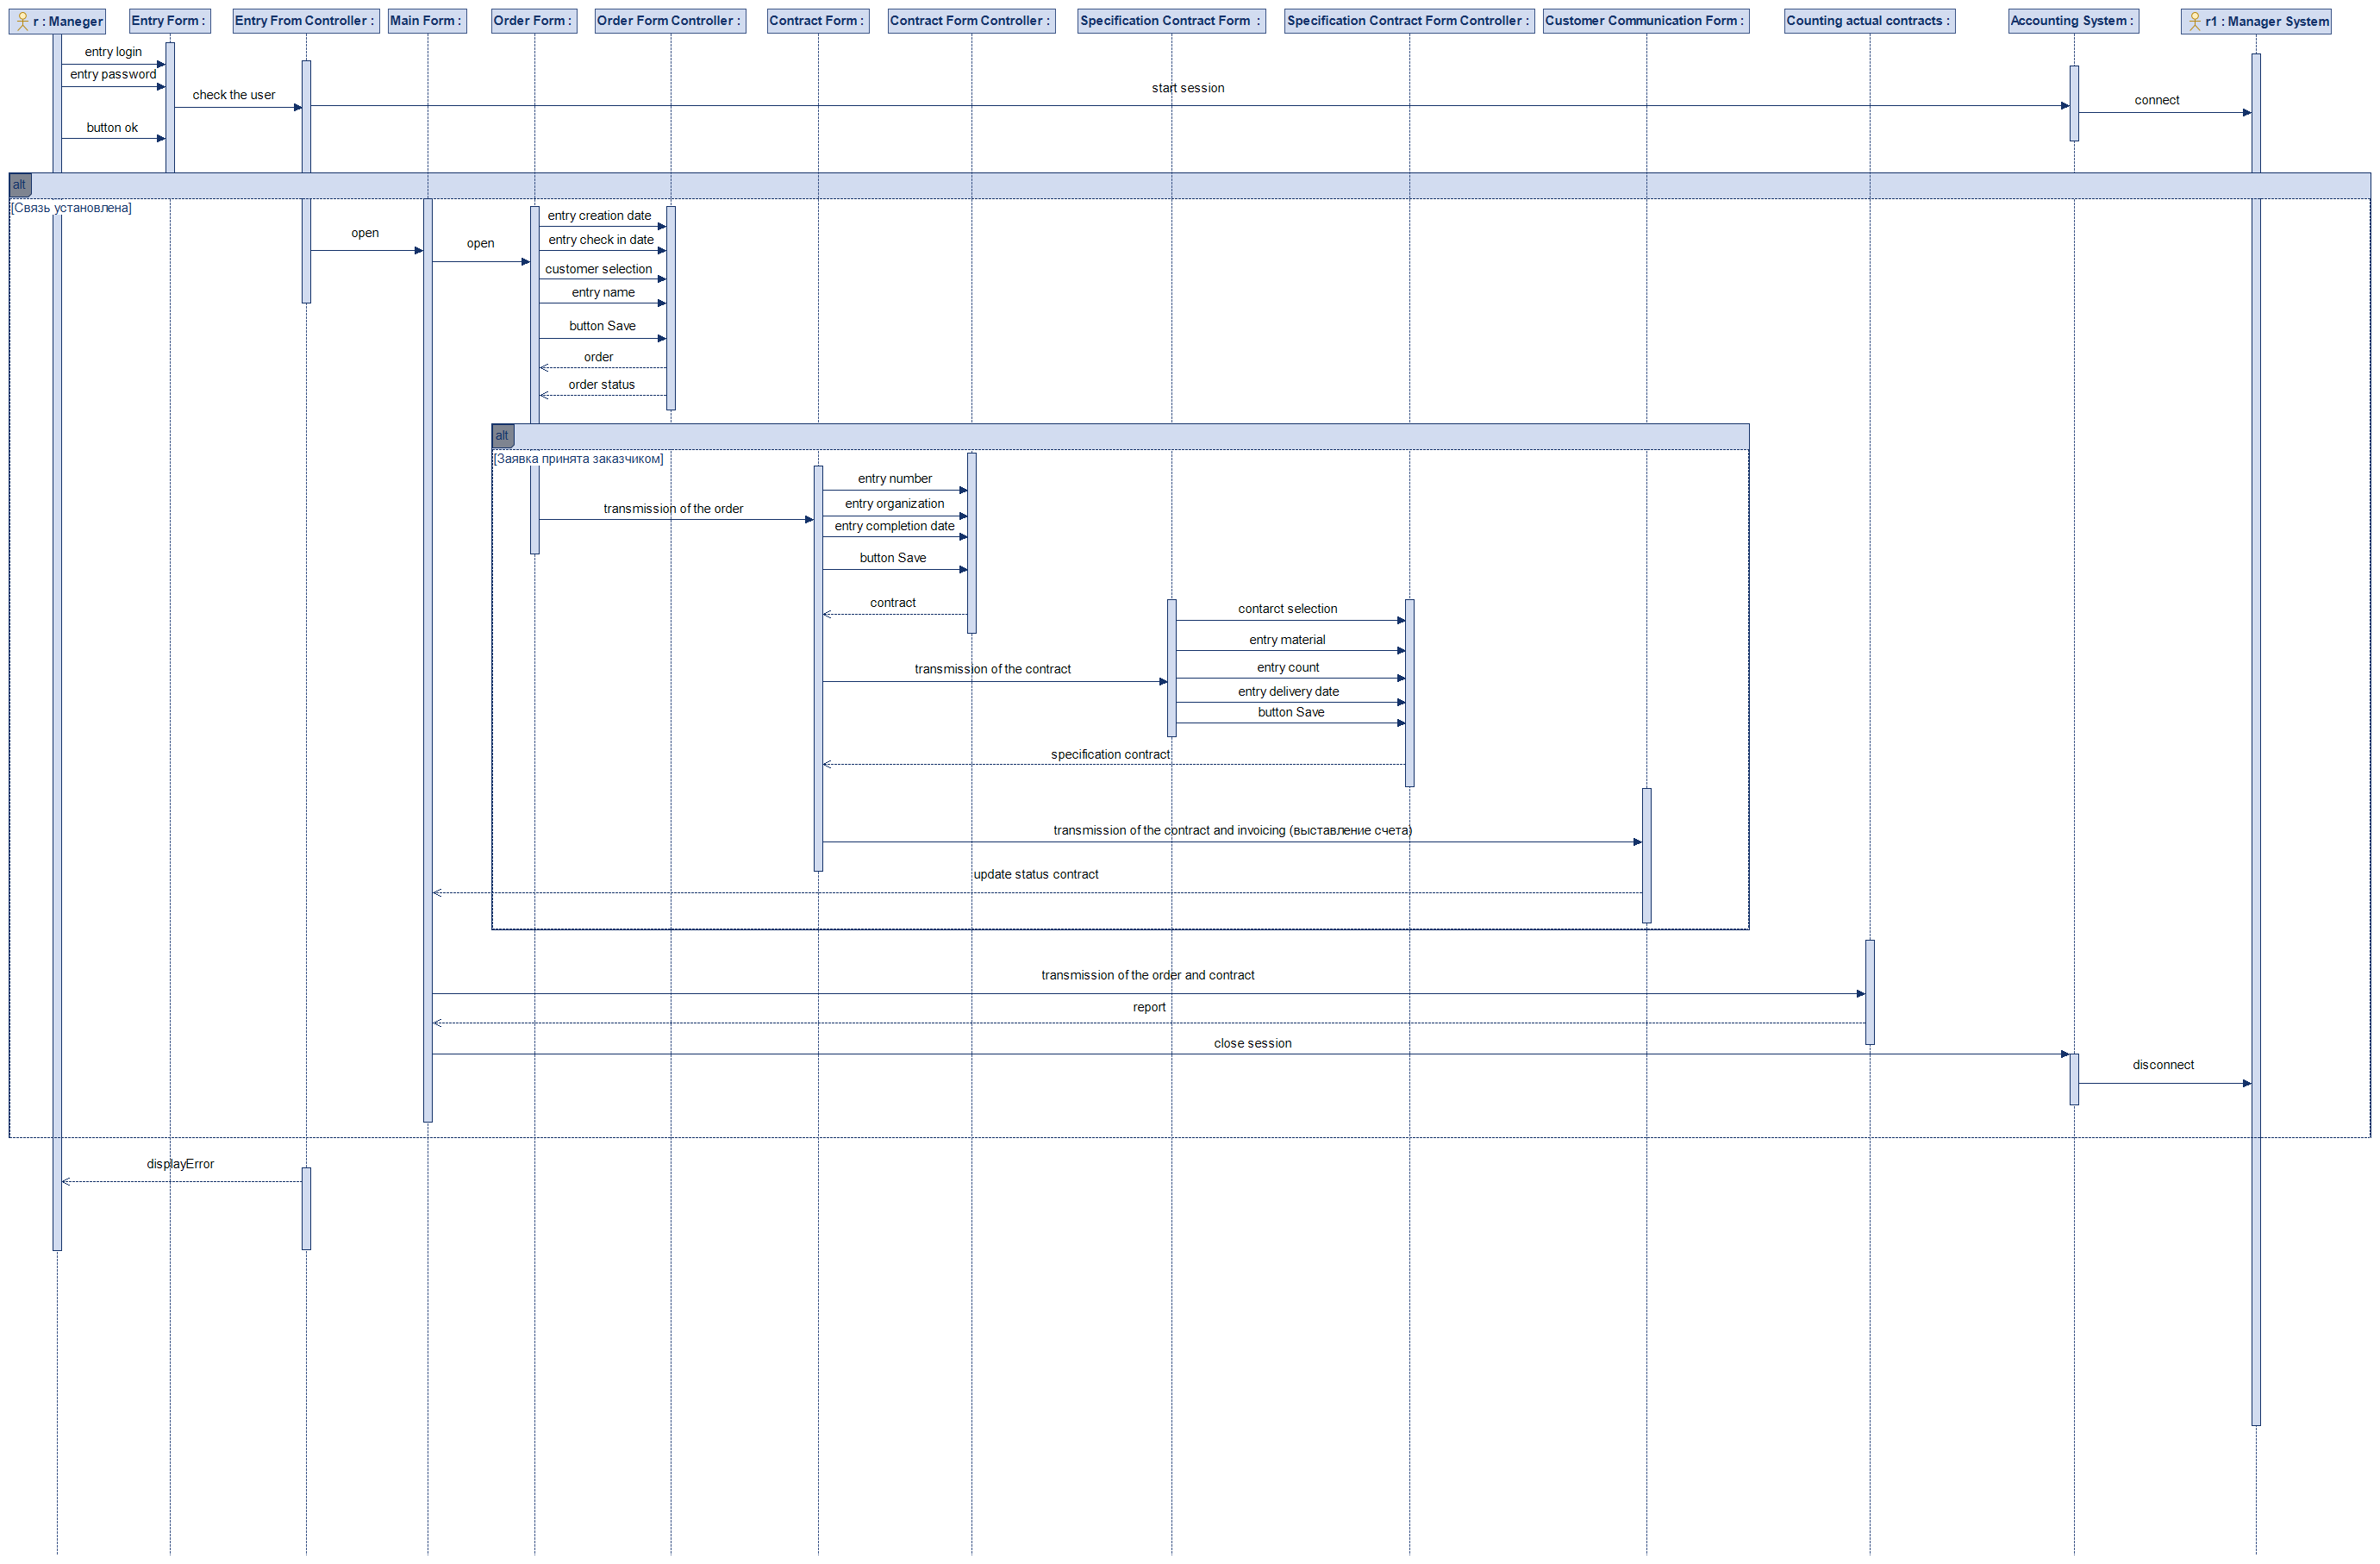 r : Maneger
Entry Form :
Entry From Controller :
Main Form :
Order Form :
Order Form Controller :
Contract Form :
Contract Form Controller :
Specification Contract Form :
Specification Contract Form Controller :
Customer Communication Form :
Counting actual contracts :
Accounting System :
r1 : Manager System
entry login
entry password
check the user
start session
connect
button ok
alt
[Связь установлена]
open
open
entry creation date
entry check in date
customer selection
entry name
button Save
order
order status
alt
[Заявка принята заказчиком]
entry number
entry organization
transmission of the order
entry completion date
button Save
contract
contarct selection
entry material
transmission of the contract
entry count
entry delivery date
button Save
specification contract
transmission of the contract and invoicing (выставление счета)
update status contract
transmission of the order and contract
report
close session
disconnect
displayError